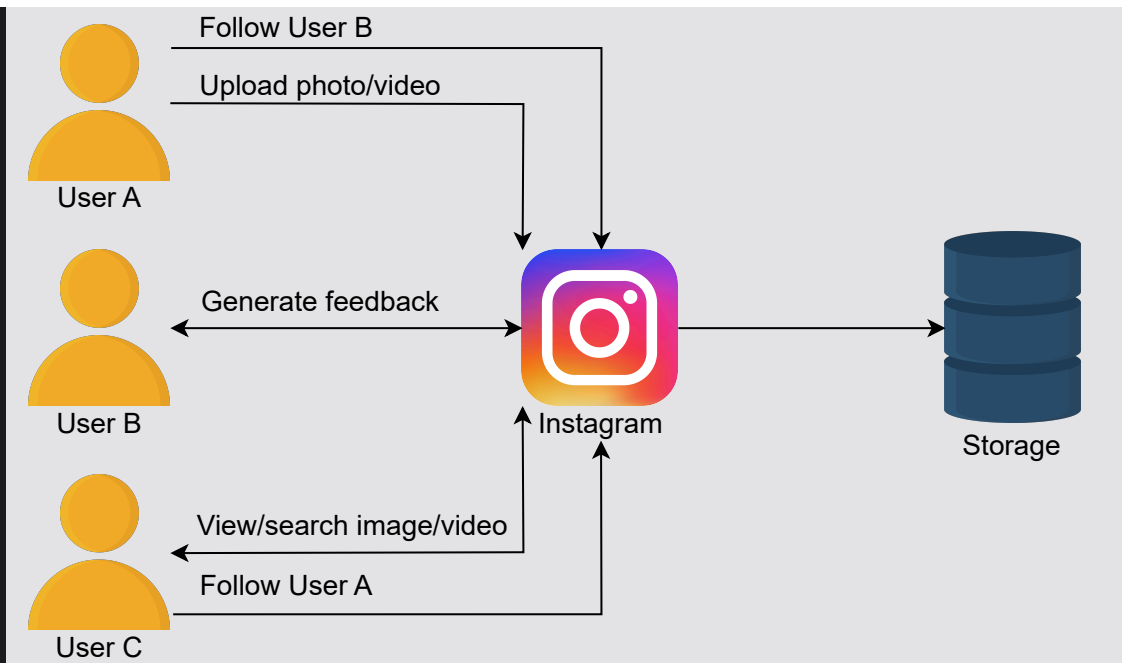 Follow User B
Upload photo/video
User A
Generate feedback
User B
Instagram
Storage
View/search image/video
Follow User A
User C